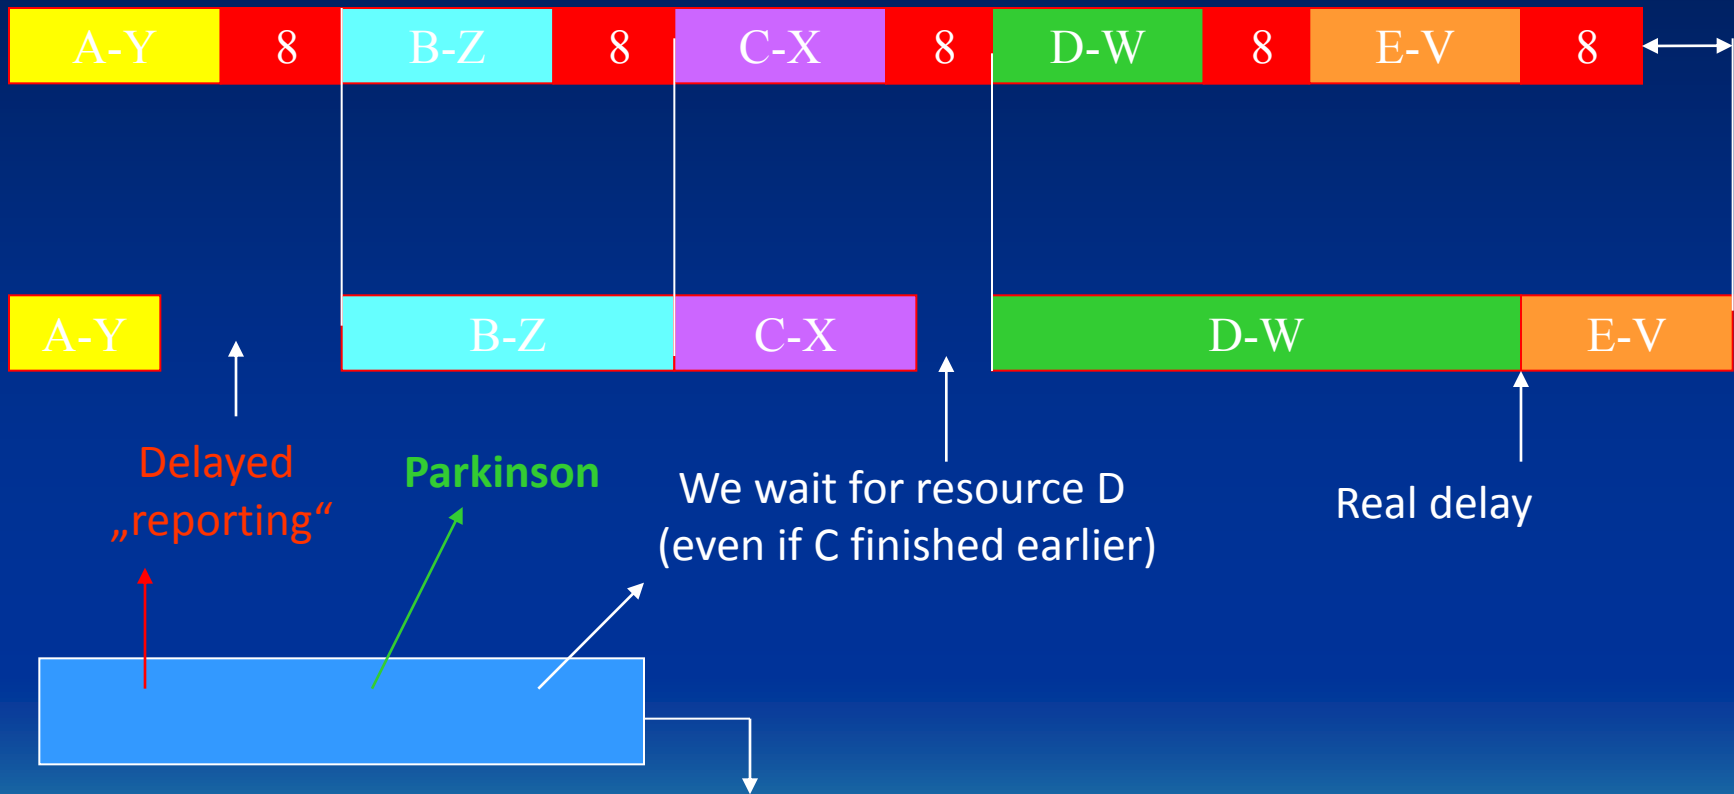 A-Y 8 B-Z 8 C-X 8 D-W 8 E-V 8
A-Y B-Z C-X D-W E-V
Delayed
„reporting“
Parkinson
We wait for resource D
(even if C finished earlier)
Real delay